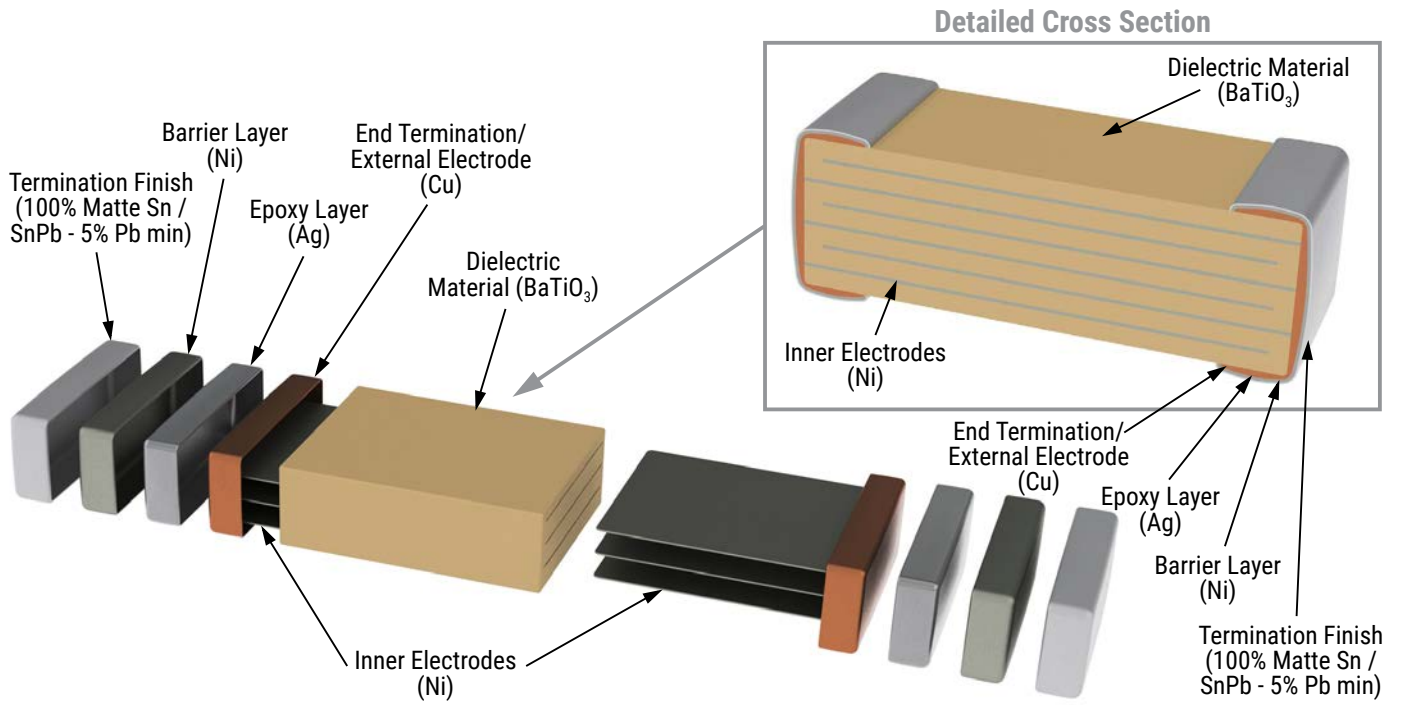 Detailed Cross Section
Dielectric Material
(BaTiO₃)
Inner Electrodes
(Ni)
End Termination/
External Electrode
(Cu)
Epoxy Layer
(Ag)
Barrier Layer
(Ni)
Termination Finish
(100% Matte Sn /
SnPb - 5% Pb min)
Termination Finish
(100% Matte Sn /
SnPb - 5% Pb min)
Barrier Layer
(Ni)
Epoxy Layer
(Ag)
End Termination/
External Electrode
(Cu)
Dielectric
Material (BaTiO₃)
Inner Electrodes
(Ni)